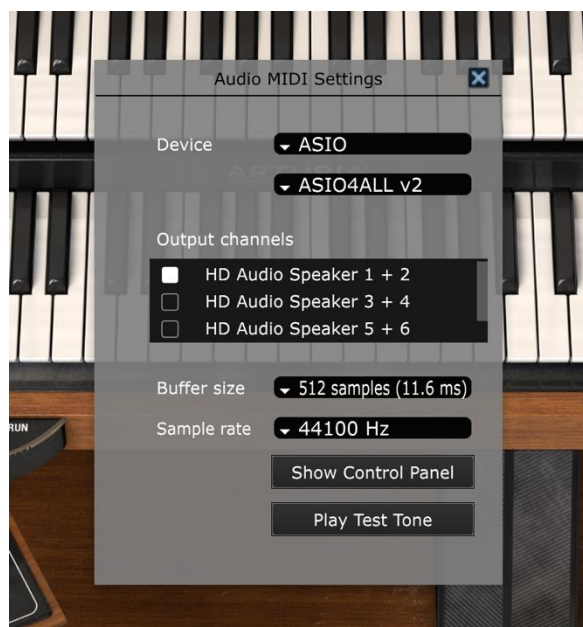 Audio MIDI Settings
Device
ASIO
ARTURIA
ASIO4ALL v2
Output channels
HD Audio Speaker 1 + 2
HD Audio Speaker 3 + 4
HD Audio Speaker 5 + 6
Buffer size 512 samples (11.6 ms)
Sample rate 44100 Hz
RUN
Show Control Panel
Play Test Tone